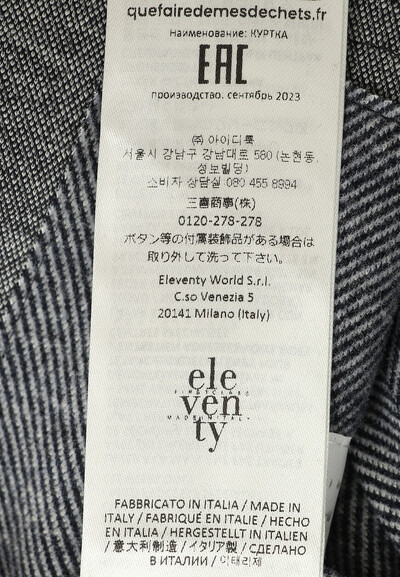 quefairedemesdechets.fr
Наименование: КУРТКА
EAC
производство. сентябрь 2023
(주) 아이디룩
서울시 강남구 강남대로 580 (논현동,
성보빌딩)
소비자 상담실 080 455 8994
三喜商事(株)
0120-278-278
ボタン等の付属装飾品がある場合は
取り外して洗って下さい。
Eleventy World S.r.l.
C.so Venezia 5
20141 Milano (Italy)
ele
FIRSTCLASS
ven
MADE IN ITALY
ty
FABBRICATO IN ITALIA / MADE IN
ITALY / FABRIQUÉ EN ITALIE / HECHO
EN ITALIA / HERGESTELLT IN ITALIEN
/ 意大利制造 / イタリア製 / СДЕЛАНО
В ИТАЛИИ / 이태리제